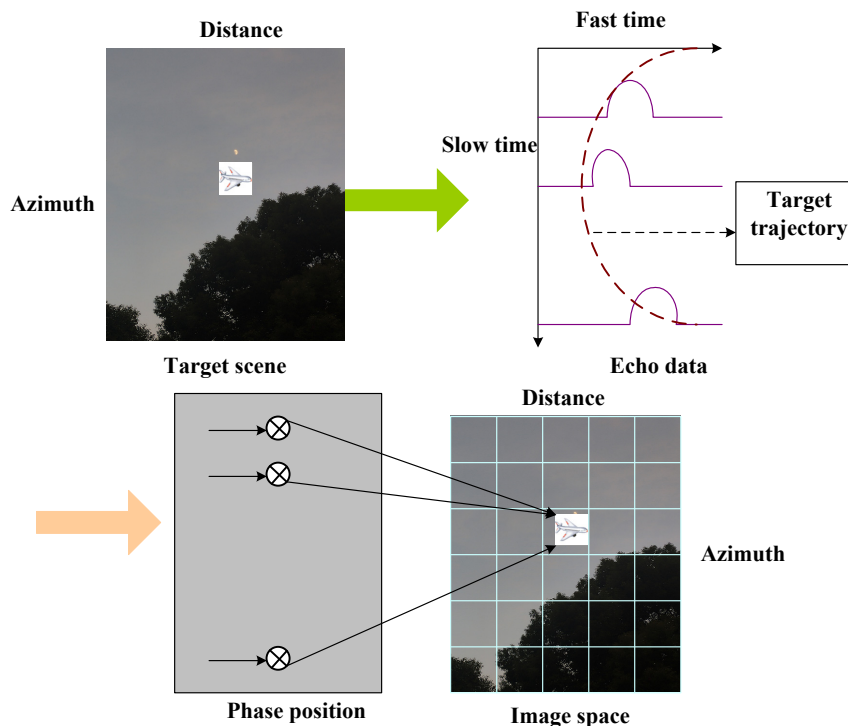 Distance
Fast time
Slow time
Azimuth
Target
trajectory
Target scene
Echo data
Distance
Azimuth
Phase position
Image space